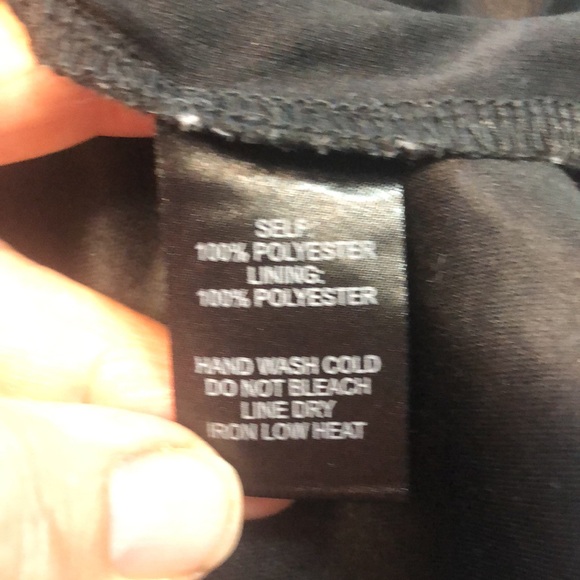 SELF:
100% POLYESTER
LINING:
100% POLYESTER
HAND WASH COLD
DO NOT BLEACH
LINE DRY
IRON LOW HEAT